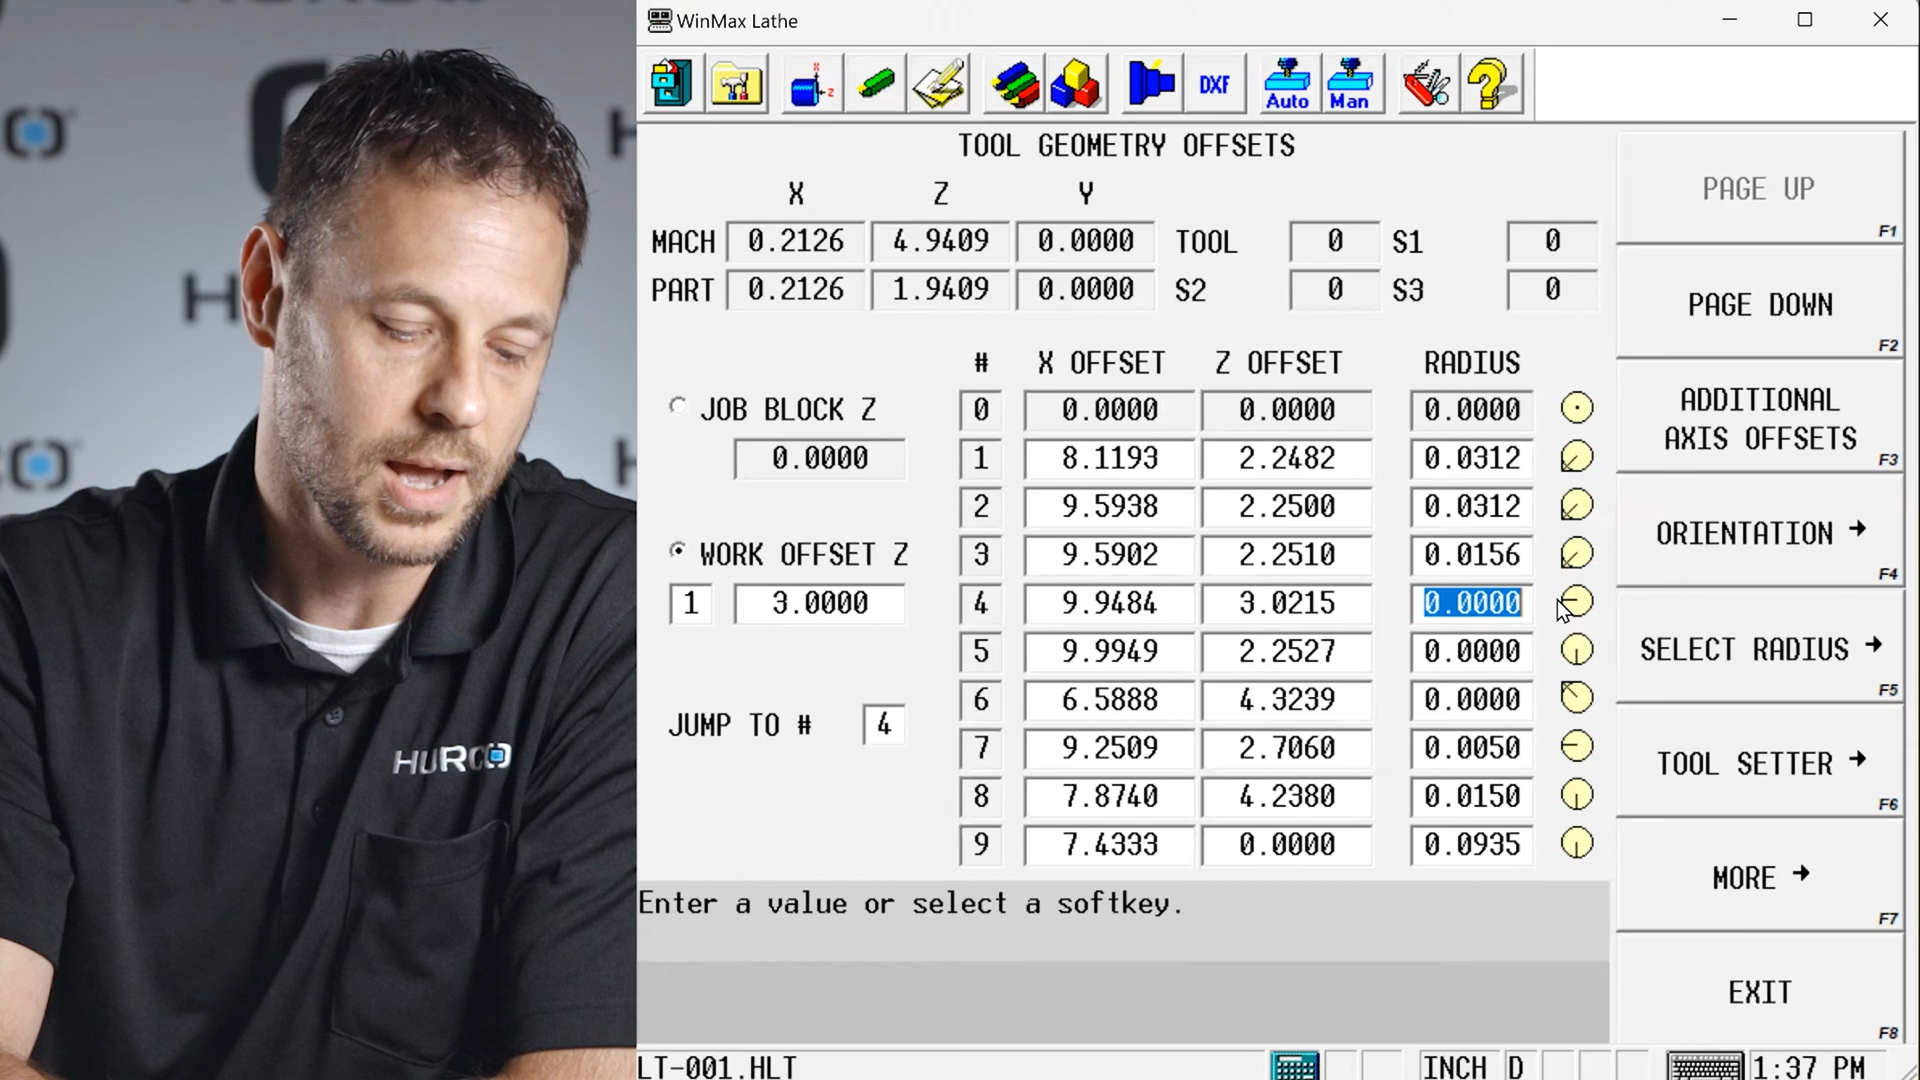 WinMax Lathe
DXF
Auto
Man
TOOL GEOMETRY OFFSETS
X Z Y
MACH 0.2126 4.9409 0.0000 TOOL 0 S1 0
PART 0.2126 1.9409 0.0000 S2 0 S3 0
# X OFFSET Z OFFSET RADIUS
JOB BLOCK Z
0.0000
WORK OFFSET Z
1 3.0000
JUMP TO # 4
0 0.0000 0.0000 0.0000
1 8.1193 2.2482 0.0312
2 9.5938 2.2500 0.0312
3 9.5902 2.2510 0.0156
4 9.9484 3.0215 0.0000
5 9.9949 2.2527 0.0000
6 6.5888 4.3239 0.0000
7 9.2509 2.7060 0.0050
8 7.8740 4.2380 0.0150
9 7.4333 0.0000 0.0935
Enter a value or select a softkey.
PAGE UP
F1
PAGE DOWN
F2
ADDITIONAL
AXIS OFFSETS
F3
ORIENTATION →
F4
SELECT RADIUS →
F5
TOOL SETTER →
F6
MORE →
F7
EXIT
F8
LT-001.HLT
INCH D
1:37 PM
HURCO